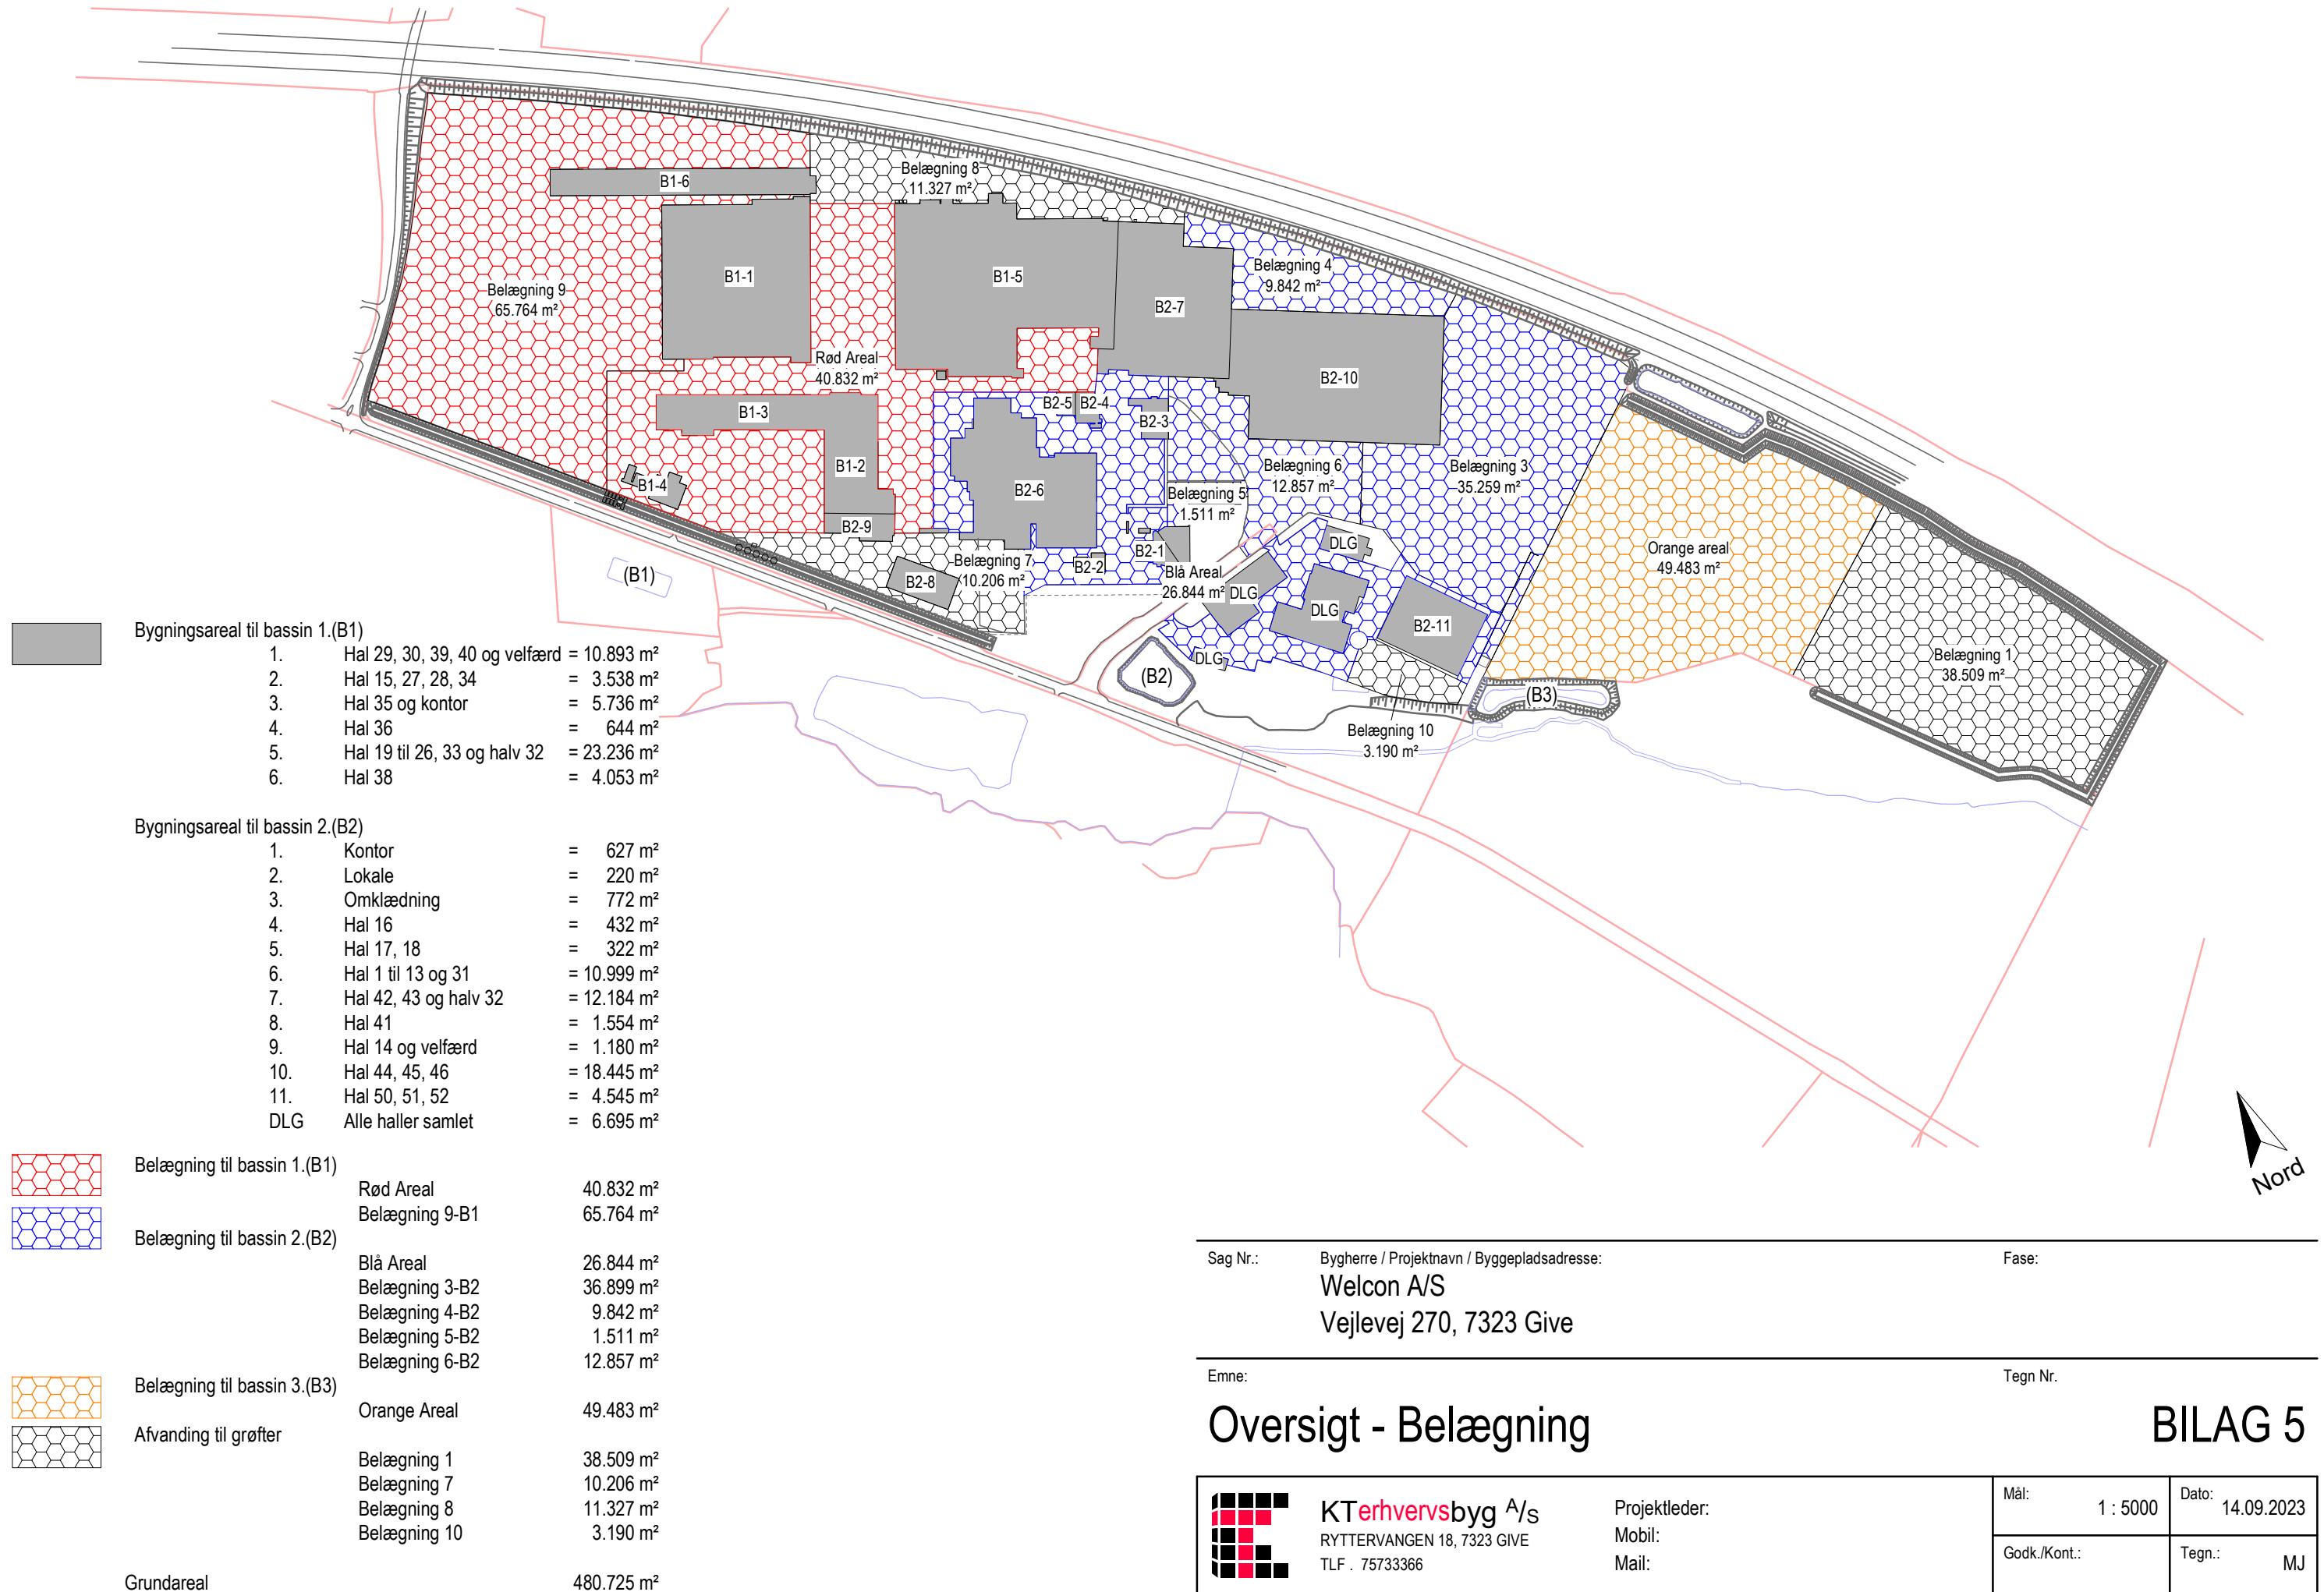 Belægning 8
11.327 m²
B1-6
B1-1
B1-5
Belægning 4
9.842 m²
B2-7
Belægning 9
65.764 m²
Rød Areal
40.832 m²
B2-10
B1-3
B2-5
B2-4
B2-3
B1-2
B1-4
B2-6
Belægning 6
12.857 m²
Belægning 3
35.259 m²
Belægning 5
1.511 m²
B2-9
B2-1
B2-2
Belægning 7
10.206 m²
B2-8
Blå Areal
26.844 m²
DLG
DLG
DLG
DLG
B2-11
Orange areal
49.483 m²
Belægning 1
38.509 m²
(B1)
(B2)
(B3)
Belægning 10
3.190 m²
Bygningsareal til bassin 1.(B1)
1. Hal 29, 30, 39, 40 og velfærd = 10.893 m²
2. Hal 15, 27, 28, 34 = 3.538 m²
3. Hal 35 og kontor = 5.736 m²
4. Hal 36 = 644 m²
5. Hal 19 til 26, 33 og halv 32 = 23.236 m²
6. Hal 38 = 4.053 m²
Bygningsareal til bassin 2.(B2)
1. Kontor = 627 m²
2. Lokale = 220 m²
3. Omklædning = 772 m²
4. Hal 16 = 432 m²
5. Hal 17, 18 = 322 m²
6. Hal 1 til 13 og 31 = 10.999 m²
7. Hal 42, 43 og halv 32 = 12.184 m²
8. Hal 41 = 1.554 m²
9. Hal 14 og velfærd = 1.180 m²
10. Hal 44, 45, 46 = 18.445 m²
11. Hal 50, 51, 52 = 4.545 m²
DLG Alle haller samlet = 6.695 m²
Belægning til bassin 1.(B1)
Rød Areal 40.832 m²
Belægning 9-B1 65.764 m²
Belægning til bassin 2.(B2)
Blå Areal 26.844 m²
Belægning 3-B2 36.899 m²
Belægning 4-B2 9.842 m²
Belægning 5-B2 1.511 m²
Belægning 6-B2 12.857 m²
Belægning til bassin 3.(B3)
Orange Areal 49.483 m²
Afvanding til grøfter
Belægning 1 38.509 m²
Belægning 7 10.206 m²
Belægning 8 11.327 m²
Belægning 10 3.190 m²
Grundareal 480.725 m²
Nord
Sag Nr.: Bygherre / Projektnavn / Byggepladsadresse: Fase:
Welcon A/S
Vejlevej 270, 7323 Give
Emne: Tegn Nr.
Oversigt - Belægning BILAG 5
KTerhvervsbyg A/s
RYTTERVANGEN 18, 7323 GIVE
TLF . 75733366
Projektleder:
Mobil:
Mail:
Mål: 1 : 5000
Dato: 14.09.2023
Godk./Kont.:
Tegn.: MJ